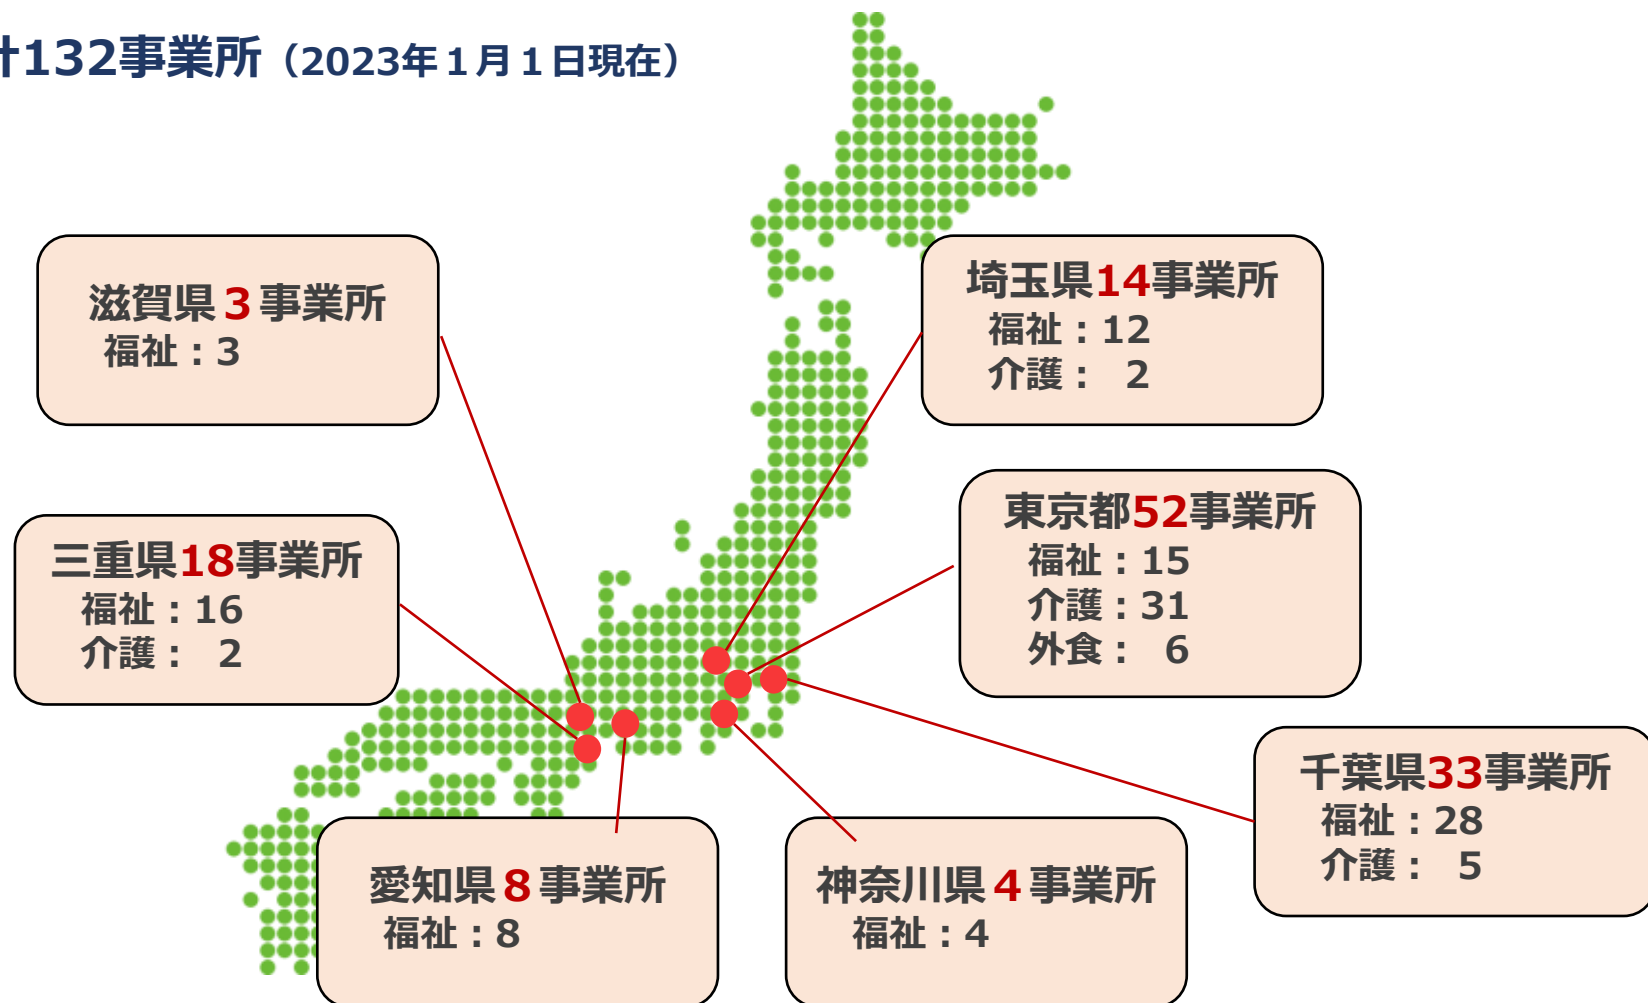 計132事業所（2023年１月１日現在）
滋賀県３事業所
福祉：3
埼玉県14事業所
福祉：12
介護： 2
東京都52事業所
福祉：15
介護：31
外食： 6
三重県18事業所
福祉：16
介護： 2
千葉県33事業所
福祉：28
介護： 5
愛知県８事業所
福祉：8
神奈川県４事業所
福祉：4